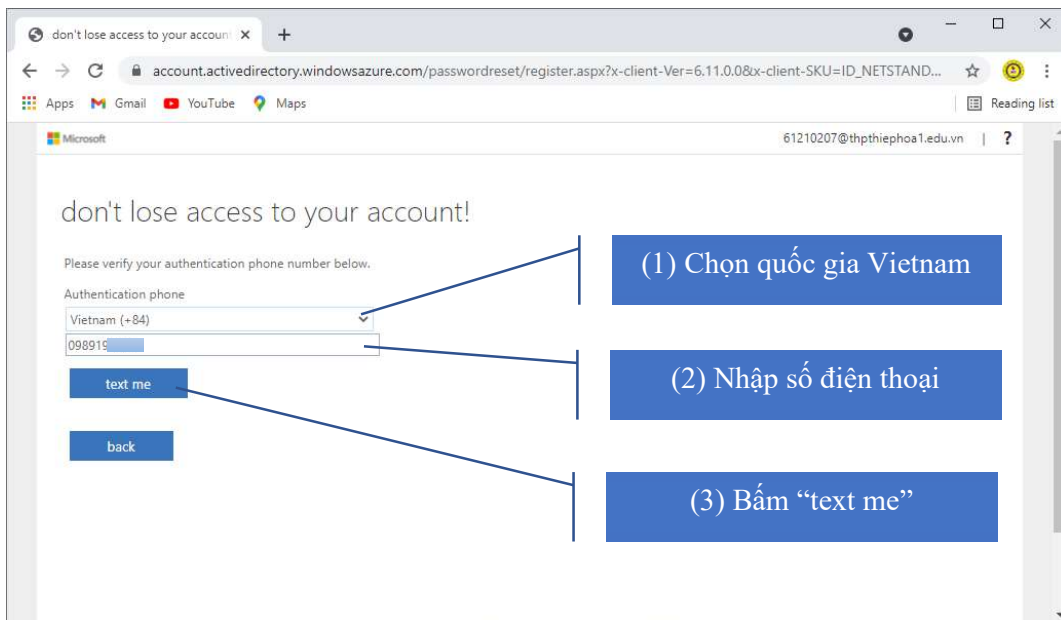 don't lose access to your accoun
account.activedirectory.windowsazure.com/passwordreset/register.aspx?x-client-Ver=6.11.0.0&x-client-SKU=ID_NETSTAND...
Apps Gmail YouTube Maps Reading list
Microsoft 61210207@thpthiephoa1.edu.vn | ?
don't lose access to your account!
Please verify your authentication phone number below.
Authentication phone
Vietnam (+84)
098919
text me
back
(1) Chọn quốc gia Vietnam
(2) Nhập số điện thoại
(3) Bấm “text me”